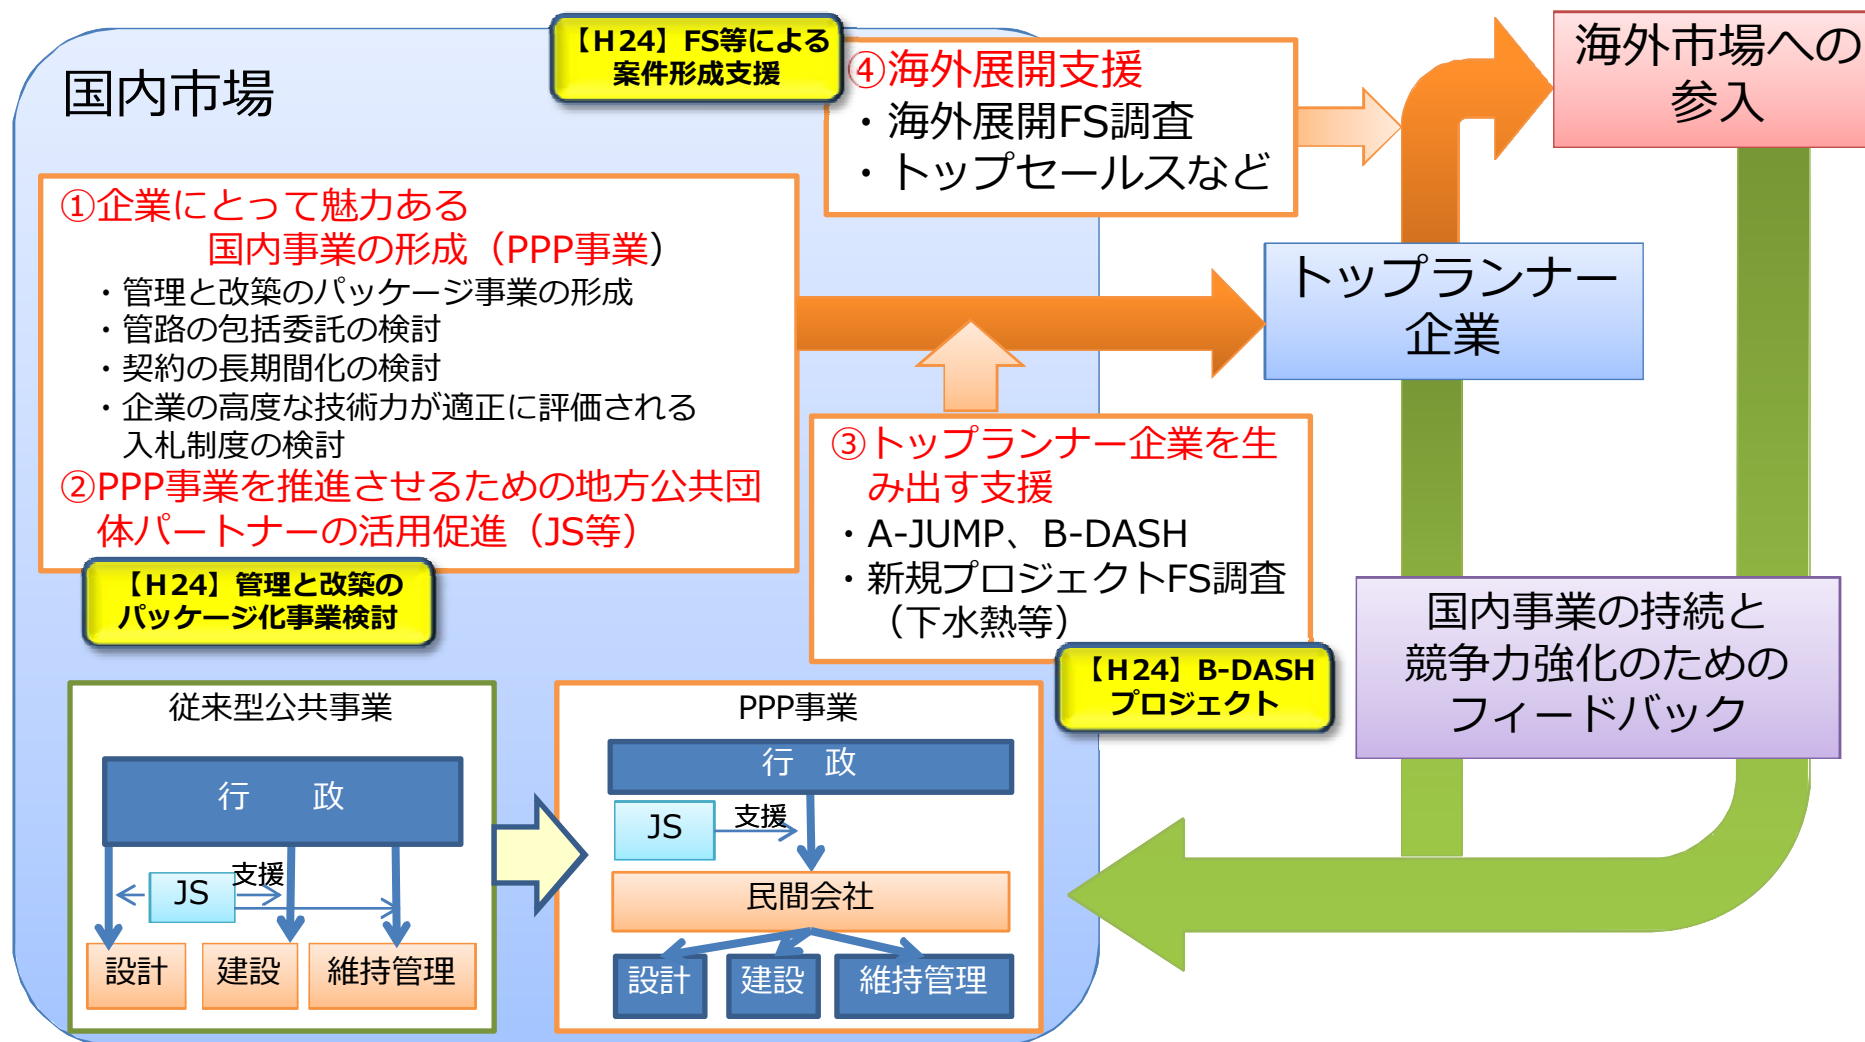 国内市場
【H24】FS等による
案件形成支援
④海外展開支援
・海外展開FS調査
・トップセールスなど
海外市場への
参入
①企業にとって魅力ある
国内事業の形成（PPP事業）
・管理と改築のパッケージ事業の形成
・管路の包括委託の検討
・契約の長期間化の検討
・企業の高度な技術力が適正に評価される
入札制度の検討
②PPP事業を推進させるための地方公共団
体パートナーの活用促進（JS等）
【H24】管理と改築の
パッケージ化事業検討
トップランナー
企業
③トップランナー企業を生
み出す支援
・A-JUMP、B-DASH
・新規プロジェクトFS調査
（下水熱等）
【H24】B-DASH
プロジェクト
国内事業の持続と
競争力強化のための
フィードバック
従来型公共事業
行　政
JS
支援
設計
建設
維持管理
PPP事業
行　政
JS
支援
民間会社
設計
建設
維持管理